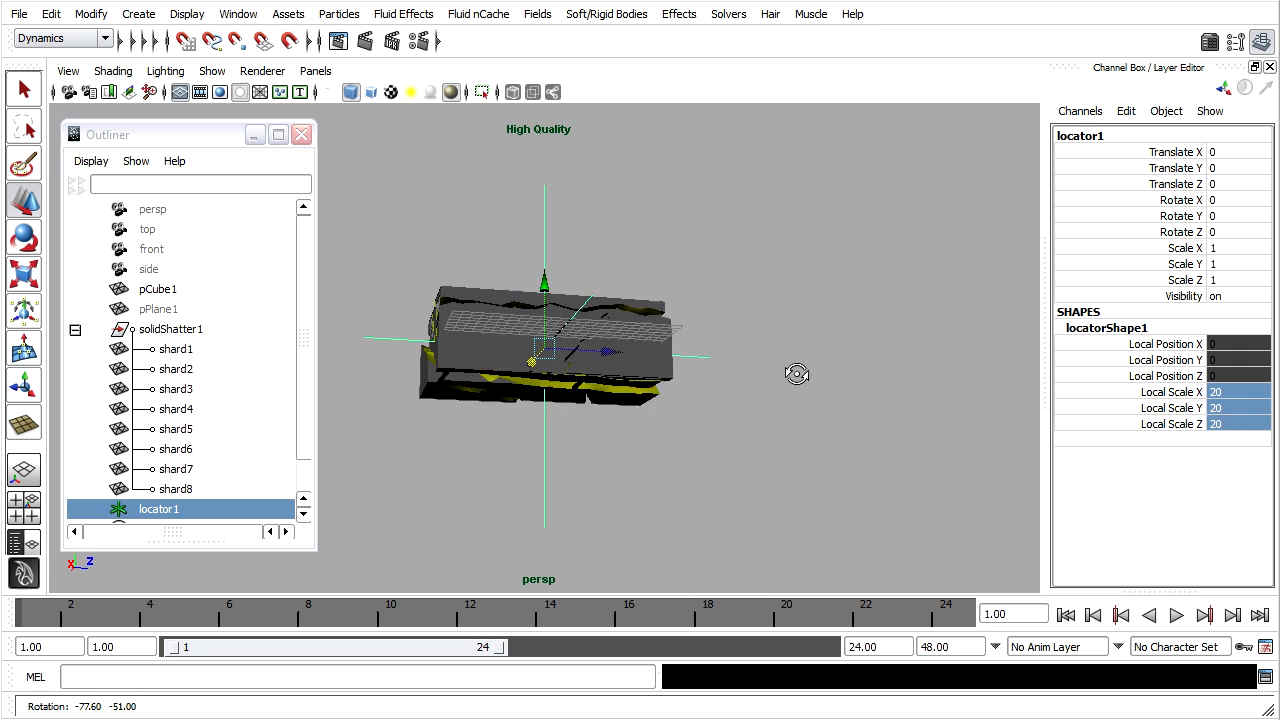 File Edit Modify Create Display Window Assets Particles Fluid Effects Fluid nCache Fields Soft/Rigid Bodies Effects Solvers Hair Muscle Help
Dynamics
View Shading Lighting Show Renderer Panels
Channel Box / Layer Editor
Channels Edit Object Show
Outliner
Display Show Help
persp
top
front
side
pCube1
pPlane1
solidShatter1
shard1
shard2
shard3
shard4
shard5
shard6
shard7
shard8
locator1
High Quality
persp
X Z
locator1
Translate X 0
Translate Y 0
Translate Z 0
Rotate X 0
Rotate Y 0
Rotate Z 0
Scale X 1
Scale Y 1
Scale Z 1
Visibility on
SHAPES
locatorShape1
Local Position X 0
Local Position Y 0
Local Position Z 0
Local Scale X 20
Local Scale Y 20
Local Scale Z 20
2 4 6 8 10 12 14 16 18 20 22 24 1.00
1.00 1.00 1 24 24.00 48.00 No Anim Layer No Character Set
MEL
Rotation: -77.60 -51.00